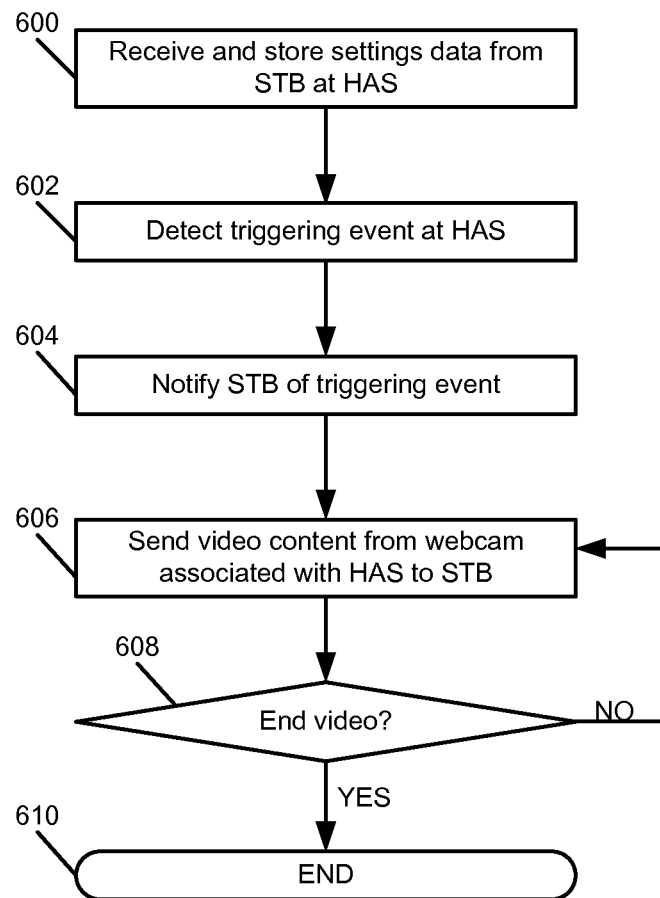 600
Receive and store settings data from
STB at HAS
602
Detect triggering event at HAS
604
Notify STB of triggering event
606
Send video content from webcam
associated with HAS to STB
608
End video?
NO
YES
610
END